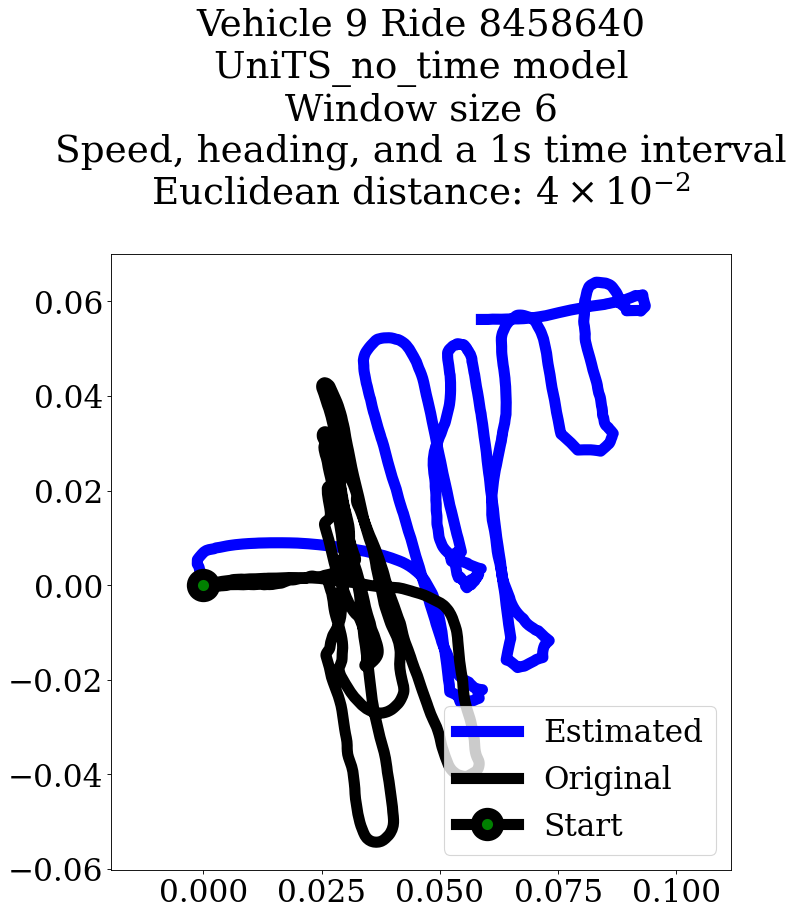 Vehicle 9 Ride 8458640
UniTS_no_time model
Window size 6
Speed, heading, and a 1s time interval
Euclidean distance: 4 × 10⁻²
0.06
0.04
0.02
0.00
−0.02
−0.04
−0.06
Estimated
Original
Start
0.000 0.025 0.050 0.075 0.100